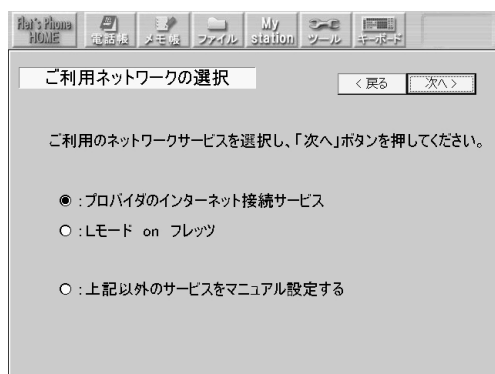 Flet's Phone
HOME 電話帳 メモ帳 ファイル My station ツール キーボード
ご利用ネットワークの選択
<戻る 次へ>
ご利用のネットワークサービスを選択し、「次へ」ボタンを押してください。
:プロバイダのインターネット接続サービス
:Lモード on フレッツ
:上記以外のサービスをマニュアル設定する